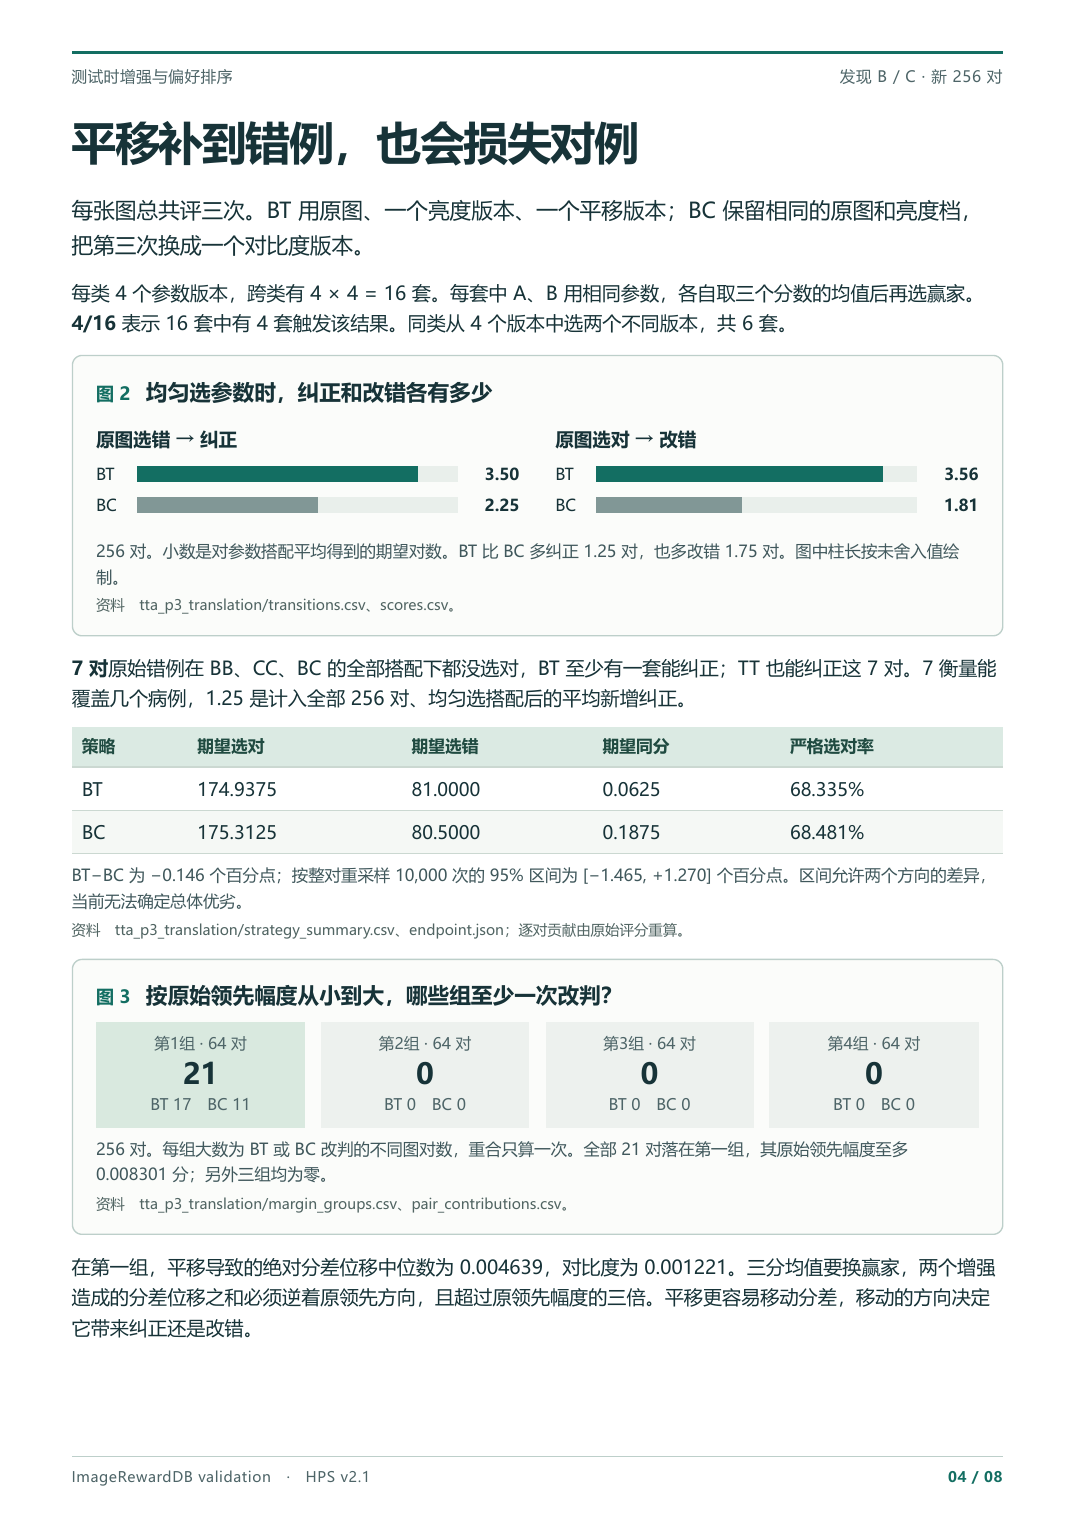 测试时增强与偏好排序
发现 B / C · 新 256 对
平移补到错例，也会损失对例
每张图总共评三次。BT 用原图、一个亮度版本、一个平移版本；BC 保留相同的原图和亮度档，
把第三次换成一个对比度版本。
每类 4 个参数版本，跨类有 4 × 4 = 16 套。每套中 A、B 用相同参数，各自取三个分数的均值后再选赢家。
4/16 表示 16 套中有 4 套触发该结果。同类从 4 个版本中选两个不同版本，共 6 套。
图 2 均匀选参数时，纠正和改错各有多少
原图选错 → 纠正
BT 3.50
BC 2.25
原图选对 → 改错
BT 3.56
BC 1.81
256 对。小数是对参数搭配平均得到的期望对数。BT 比 BC 多纠正 1.25 对，也多改错 1.75 对。图中柱长按未舍入值绘
制。
资料 tta_p3_translation/transitions.csv、scores.csv。
7 对原始错例在 BB、CC、BC 的全部搭配下都没选对，BT 至少有一套能纠正；TT 也能纠正这 7 对。7 衡量能
覆盖几个病例，1.25 是计入全部 256 对、均匀选搭配后的平均新增纠正。
策略 期望选对 期望选错 期望同分 严格选对率
BT 174.9375 81.0000 0.0625 68.335%
BC 175.3125 80.5000 0.1875 68.481%
BT−BC 为 −0.146 个百分点；按整对重采样 10,000 次的 95% 区间为 [−1.465, +1.270] 个百分点。区间允许两个方向的差异，
当前无法确定总体优劣。
资料 tta_p3_translation/strategy_summary.csv、endpoint.json；逐对贡献由原始评分重算。
图 3 按原始领先幅度从小到大，哪些组至少一次改判？
第1组 · 64 对
21
BT 17 BC 11
第2组 · 64 对
0
BT 0 BC 0
第3组 · 64 对
0
BT 0 BC 0
第4组 · 64 对
0
BT 0 BC 0
256 对。每组大数为 BT 或 BC 改判的不同图对数，重合只算一次。全部 21 对落在第一组，其原始领先幅度至多
0.008301 分；另外三组均为零。
资料 tta_p3_translation/margin_groups.csv、pair_contributions.csv。
在第一组，平移导致的绝对分差位移中位数为 0.004639，对比度为 0.001221。三分均值要换赢家，两个增强
造成的分差位移之和必须逆着原领先方向，且超过原领先幅度的三倍。平移更容易移动分差，移动的方向决定
它带来纠正还是改错。
ImageRewardDB validation · HPS v2.1
04 / 08